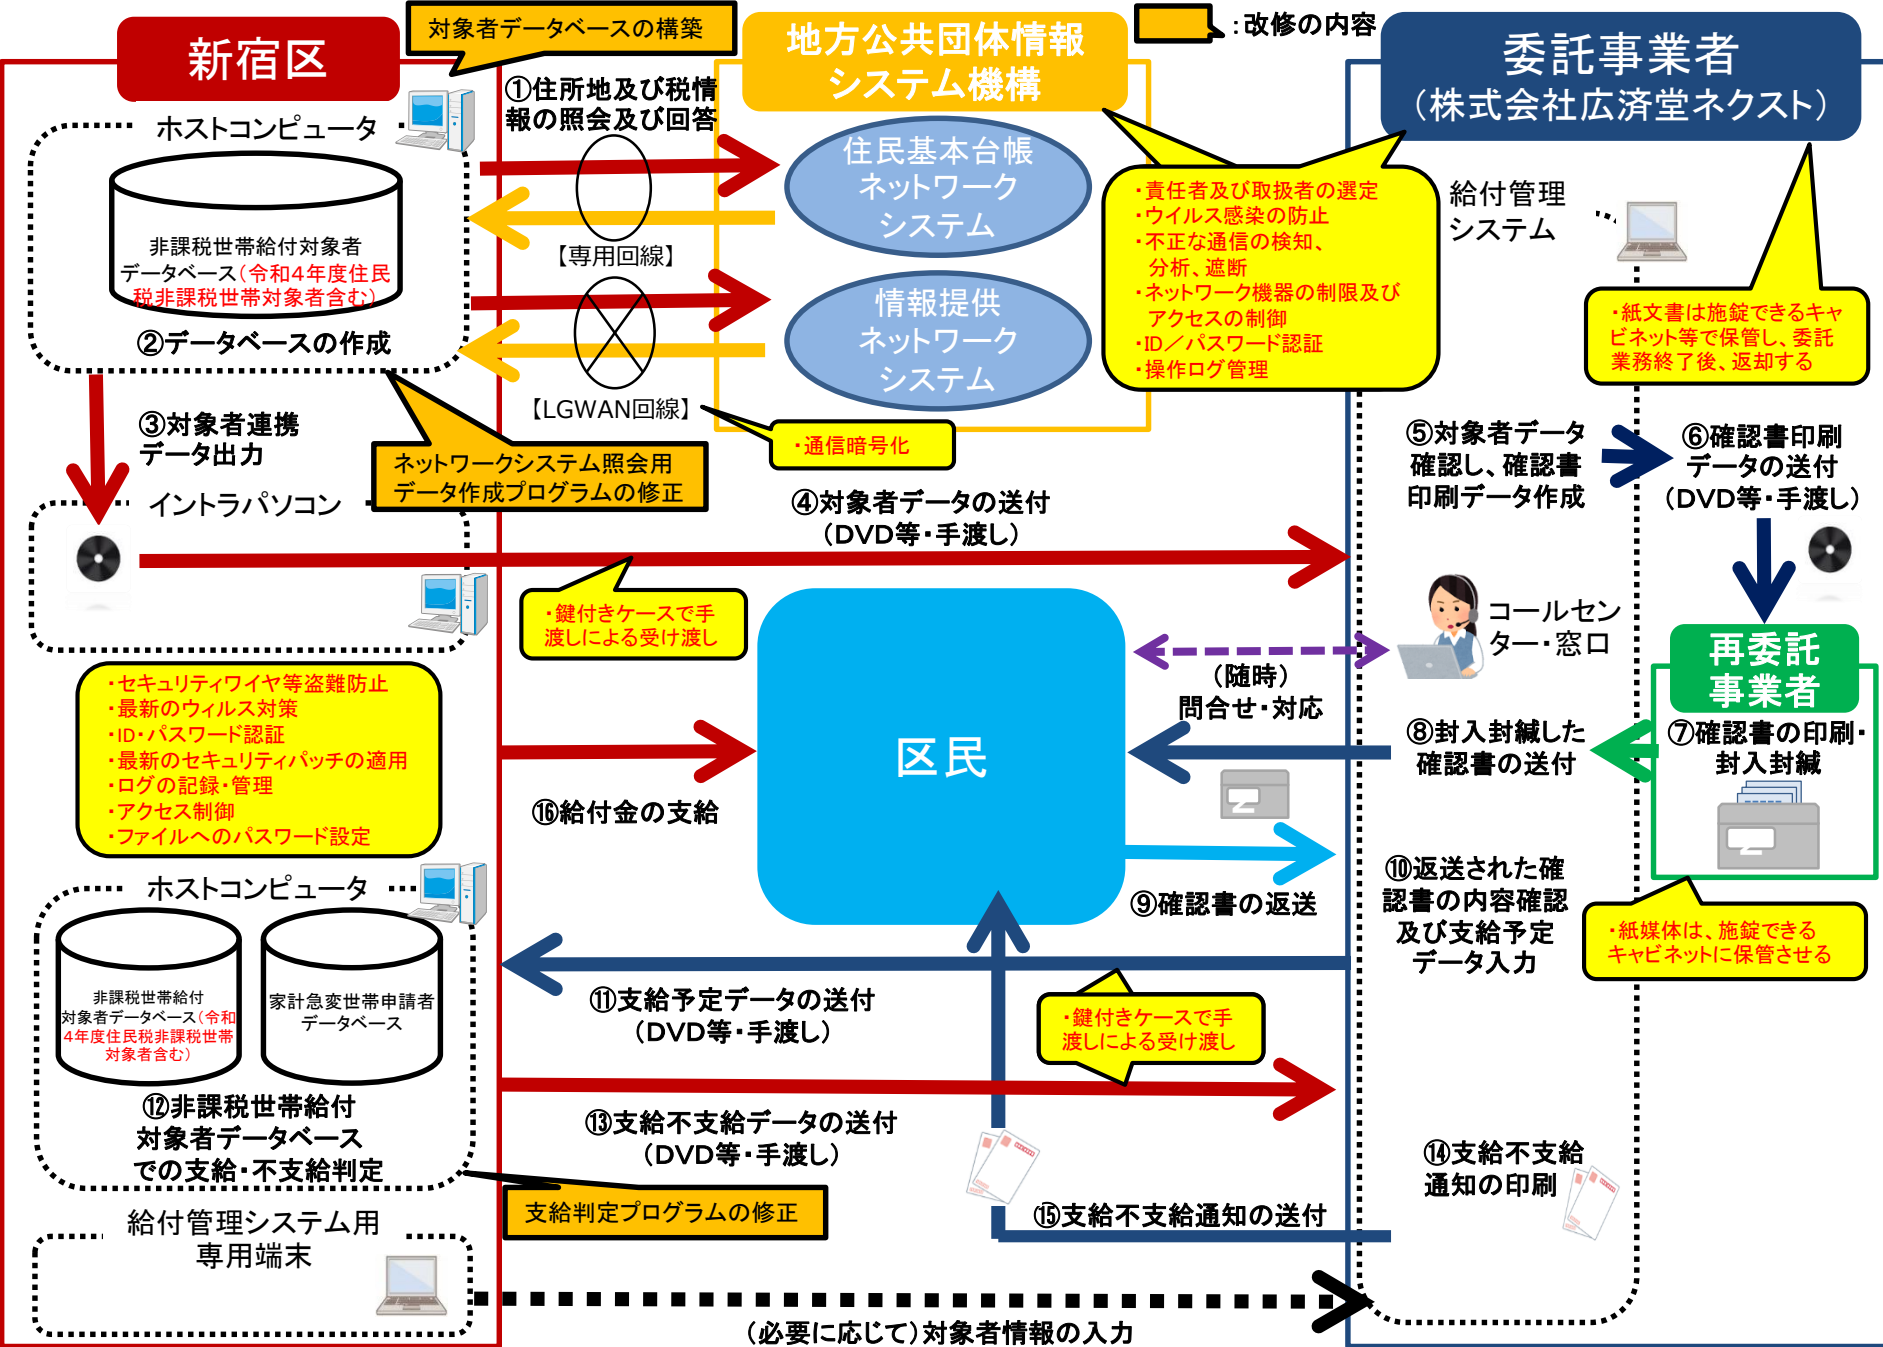 対象者データベースの構築
:改修の内容
新宿区
地方公共団体情報
システム機構
委託事業者
（株式会社広済堂ネクスト）
①住所地及び税情
報の照会及び回答
ホストコンピュータ
非課税世帯給付対象者
データベース（令和４年度住民
税非課税世帯対象者含む）
②データベースの作成
住民基本台帳
ネットワーク
システム
【専用回線】
情報提供
ネットワーク
システム
【LGWAN回線】
・通信暗号化
・責任者及び取扱者の選定
・ウイルス感染の防止
・不正な通信の検知、
分析、遮断
・ネットワーク機器の制限及び
アクセスの制御
・ID／パスワード認証
・操作ログ管理
給付管理
システム
・紙文書は施錠できるキャ
ビネット等で保管し、委託
業務終了後、返却する
③対象者連携
データ出力
ネットワークシステム照会用
データ作成プログラムの修正
イントラパソコン
④対象者データの送付
（DVD等・手渡し）
⑤対象者データ
確認し、確認書
印刷データ作成
⑥確認書印刷
データの送付
（DVD等・手渡し）
・鍵付きケースで手
渡しによる受け渡し
コールセン
ター・窓口
再委託
事業者
・セキュリティワイヤ等盗難防止
・最新のウィルス対策
・ID・パスワード認証
・最新のセキュリティパッチの適用
・ログの記録・管理
・アクセス制御
・ファイルへのパスワード設定
（随時）
問合せ・対応
区民
⑦確認書の印刷・
封入封緘
⑧封入封緘した
確認書の送付
⑯給付金の支給
⑨確認書の返送
⑩返送された確
認書の内容確認
及び支給予定
データ入力
・紙媒体は、施錠できる
キャビネットに保管させる
ホストコンピュータ
非課税世帯給付
対象者データベース（令和
４年度住民税非課税世帯
対象者含む）
家計急変世帯申請者
データベース
⑪支給予定データの送付
（DVD等・手渡し）
・鍵付きケースで手
渡しによる受け渡し
⑫非課税世帯給付
対象者データベース
での支給・不支給判定
⑬支給不支給データの送付
（DVD等・手渡し）
⑭支給不支給
通知の印刷
支給判定プログラムの修正
⑮支給不支給通知の送付
給付管理システム用
専用端末
（必要に応じて）対象者情報の入力